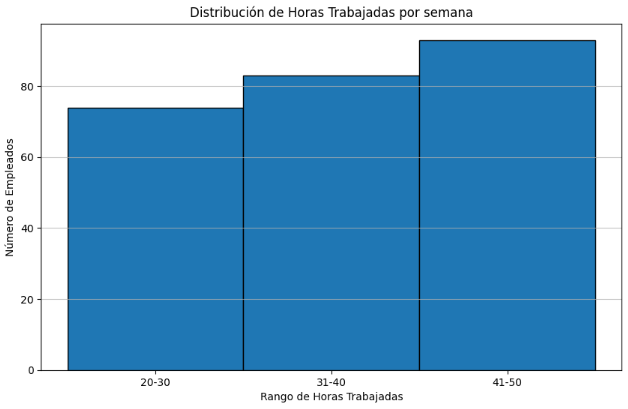 Distribución de Horas Trabajadas por semana
Número de Empleados
80
60
40
20
0
20-30
31-40
41-50
Rango de Horas Trabajadas